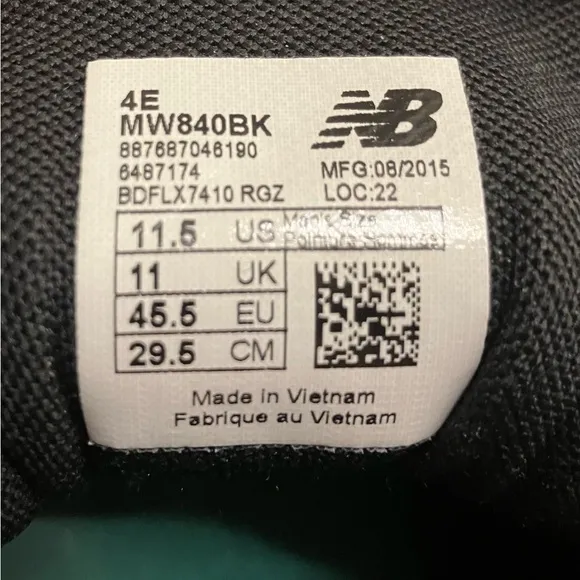 4E
MW840BK
887687046190
6487174
BDFLX7410 RGZ
NB
MFG:08/2015
LOC:22
11.5 US
Men's Size
11 UK
45.5 EU
29.5 CM
Made in Vietnam
Fabrique au Vietnam